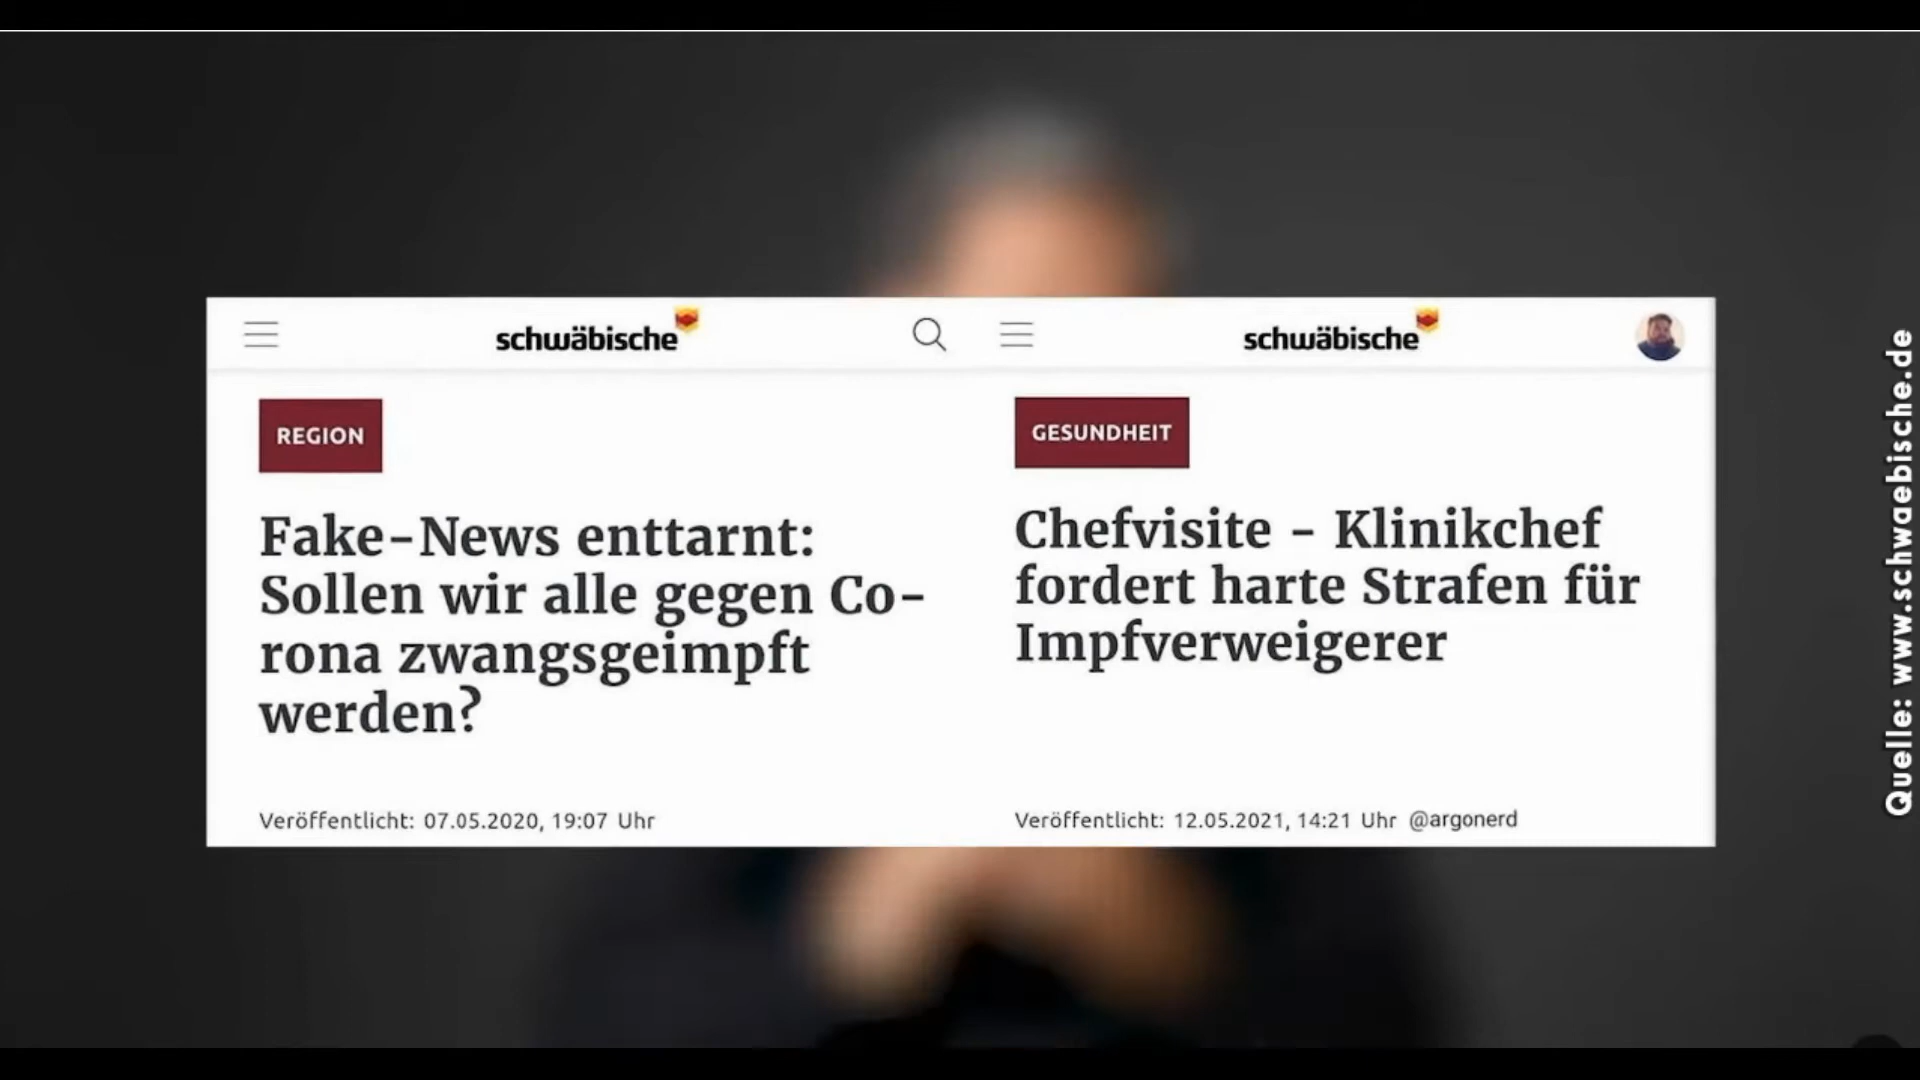 schwäbische
REGION
Fake-News enttarnt:
Sollen wir alle gegen Co-
rona zwangsgeimpft
werden?
Veröffentlicht: 07.05.2020, 19:07 Uhr
schwäbische
GESUNDHEIT
Chefvisite - Klinikchef
fordert harte Strafen für
Impfverweigerer
Veröffentlicht: 12.05.2021, 14:21 Uhr @argonerd
Quelle: www.schwaebische.de